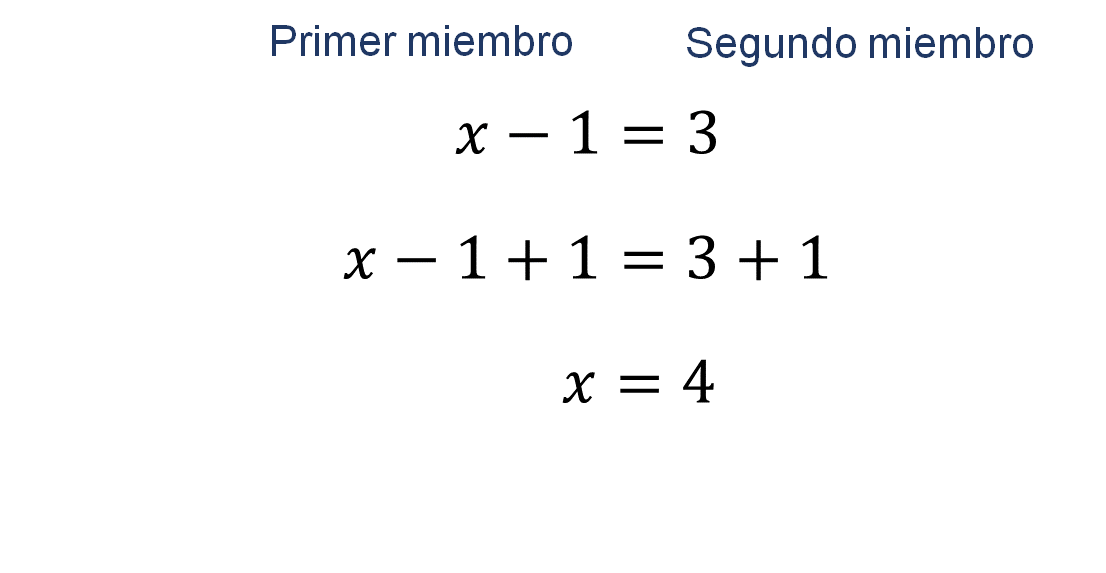 Primer miembro Segundo miembro
x − 1 = 3
x − 1 + 1 = 3 + 1
x = 4